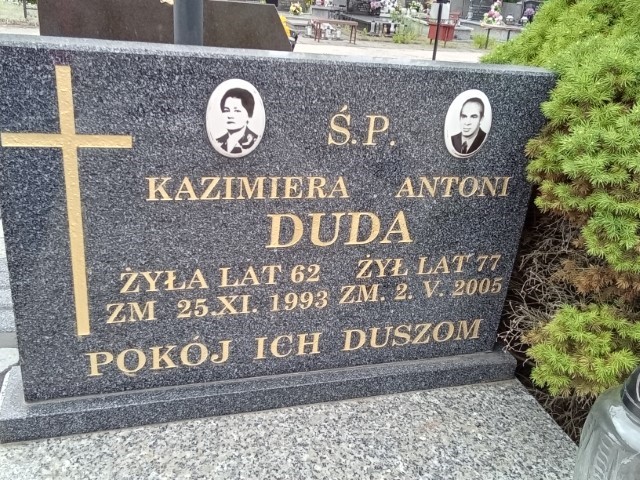 Ś.P.
KAZIMIERA ANTONI
DUDA
ŻYŁA LAT 62 ŻYŁ LAT 77
ZM 25.XI. 1993 ZM. 2. V. 2005
POKÓJ ICH DUSZOM